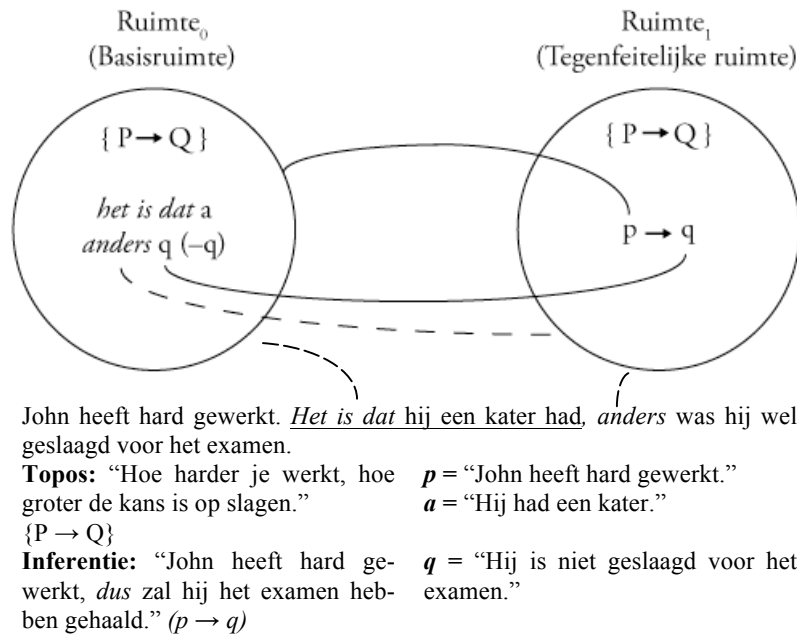 Ruimte₀
(Basisruimte)
Ruimte₁
(Tegenfeitelijke ruimte)
{ P → Q }
{ P → Q }
het is dat a
anders q (–q)
p → q
John heeft hard gewerkt. Het is dat hij een kater had, anders was hij wel
geslaagd voor het examen.
Topos: “Hoe harder je werkt, hoe
groter de kans is op slagen.”
{P → Q}
p = “John heeft hard gewerkt.”
a = “Hij had een kater.”
Inferentie: “John heeft hard ge-
werkt, dus zal hij het examen heb-
ben gehaald.” (p → q)
q = “Hij is niet geslaagd voor het
examen.”